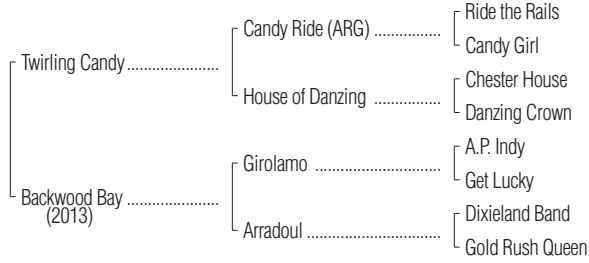 Ride the Rails
Candy Ride (ARG) ................
Candy Girl
Twirling Candy......................
Chester House
House of Danzing ................
Danzing Crown
A.P. Indy
Girolamo ..............................
Get Lucky
Backwood Bay ......................
(2013)
Dixieland Band
Arradoul ................................
Gold Rush Queen